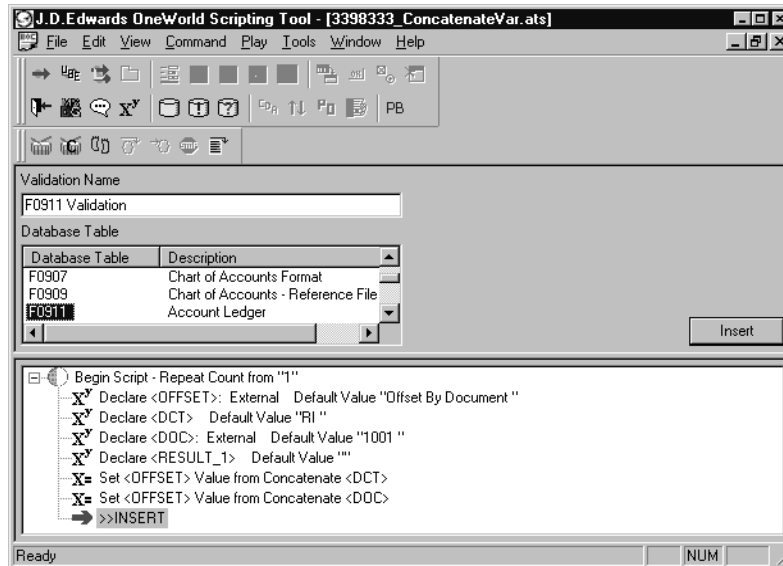 J.D.Edwards OneWorld Scripting Tool - [3398333_ConcatenateVar.ats]
File Edit View Command Play Tools Window Help
UBE
PB
Validation Name
F0911 Validation
Database Table
Database Table Description
F0907 Chart of Accounts Format
F0909 Chart of Accounts - Reference File
F0911 Account Ledger
Insert
Begin Script - Repeat Count from "1"
Declare <OFFSET>: External Default Value "Offset By Document "
Declare <DCT> Default Value "RI "
Declare <DOC>: External Default Value "1001 "
Declare <RESULT_1> Default Value ""
Set <OFFSET> Value from Concatenate <DCT>
Set <OFFSET> Value from Concatenate <DOC>
>>INSERT
Ready NUM